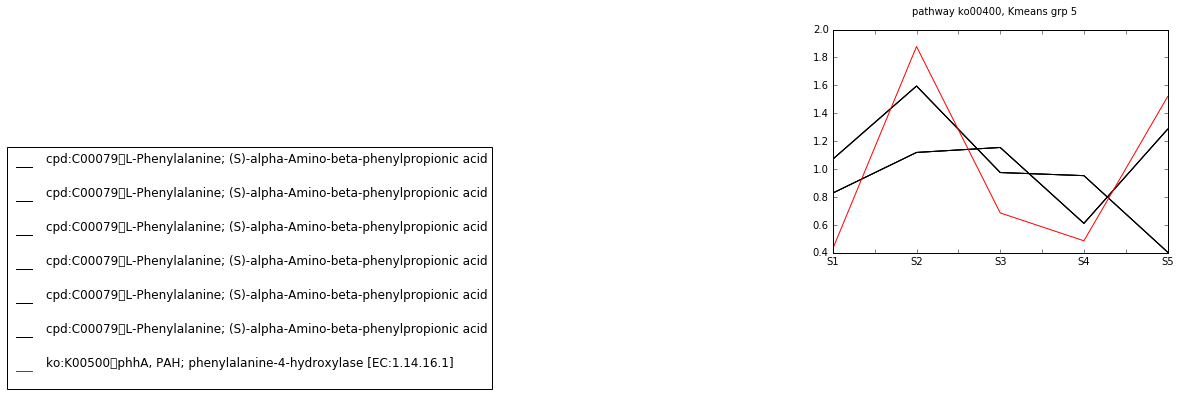 pathway ko00400, Kmeans grp 5
2.0
1.8
1.6
1.4
1.2
1.0
0.8
0.6
0.4
S1 S2 S3 S4 S5
cpd:C00079▯L-Phenylalanine; (S)-alpha-Amino-beta-phenylpropionic acid
cpd:C00079▯L-Phenylalanine; (S)-alpha-Amino-beta-phenylpropionic acid
cpd:C00079▯L-Phenylalanine; (S)-alpha-Amino-beta-phenylpropionic acid
cpd:C00079▯L-Phenylalanine; (S)-alpha-Amino-beta-phenylpropionic acid
cpd:C00079▯L-Phenylalanine; (S)-alpha-Amino-beta-phenylpropionic acid
cpd:C00079▯L-Phenylalanine; (S)-alpha-Amino-beta-phenylpropionic acid
ko:K00500▯phhA, PAH; phenylalanine-4-hydroxylase [EC:1.14.16.1]